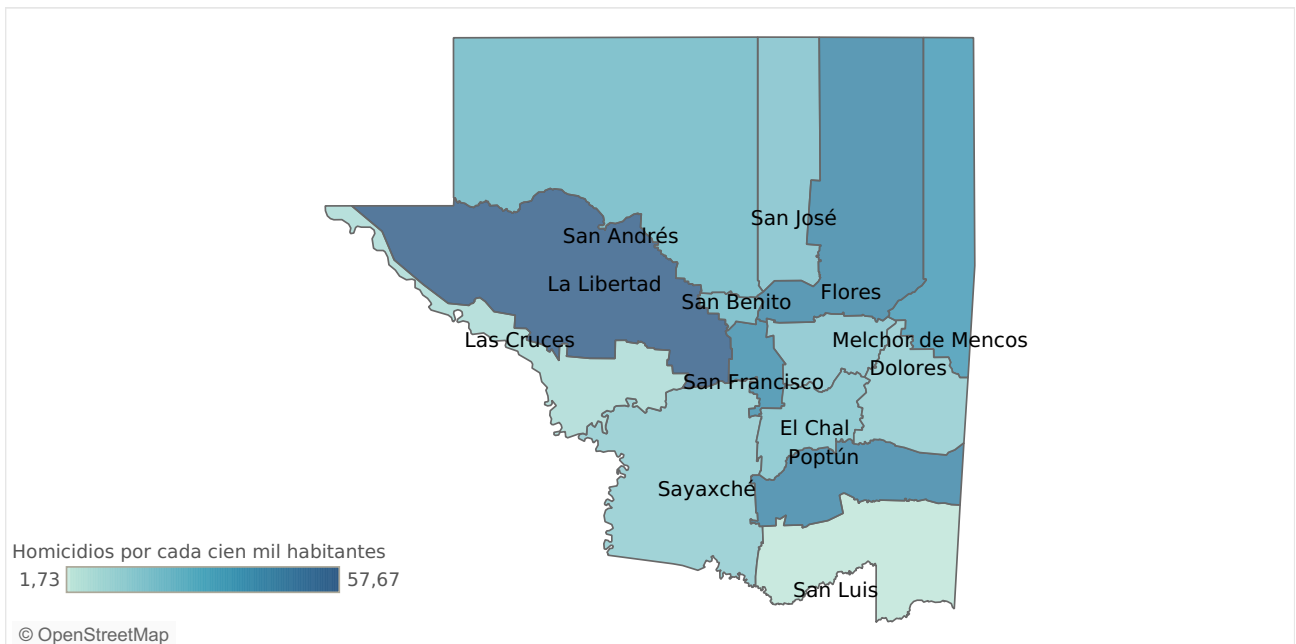 San José
San Andrés
La Libertad
San Benito
Flores
Las Cruces
Melchor de Mencos
Dolores
San Francisco
El Chal
Poptún
Sayaxché
Homicidios por cada cien mil habitantes
1,73 57,67
San Luis
© OpenStreetMap